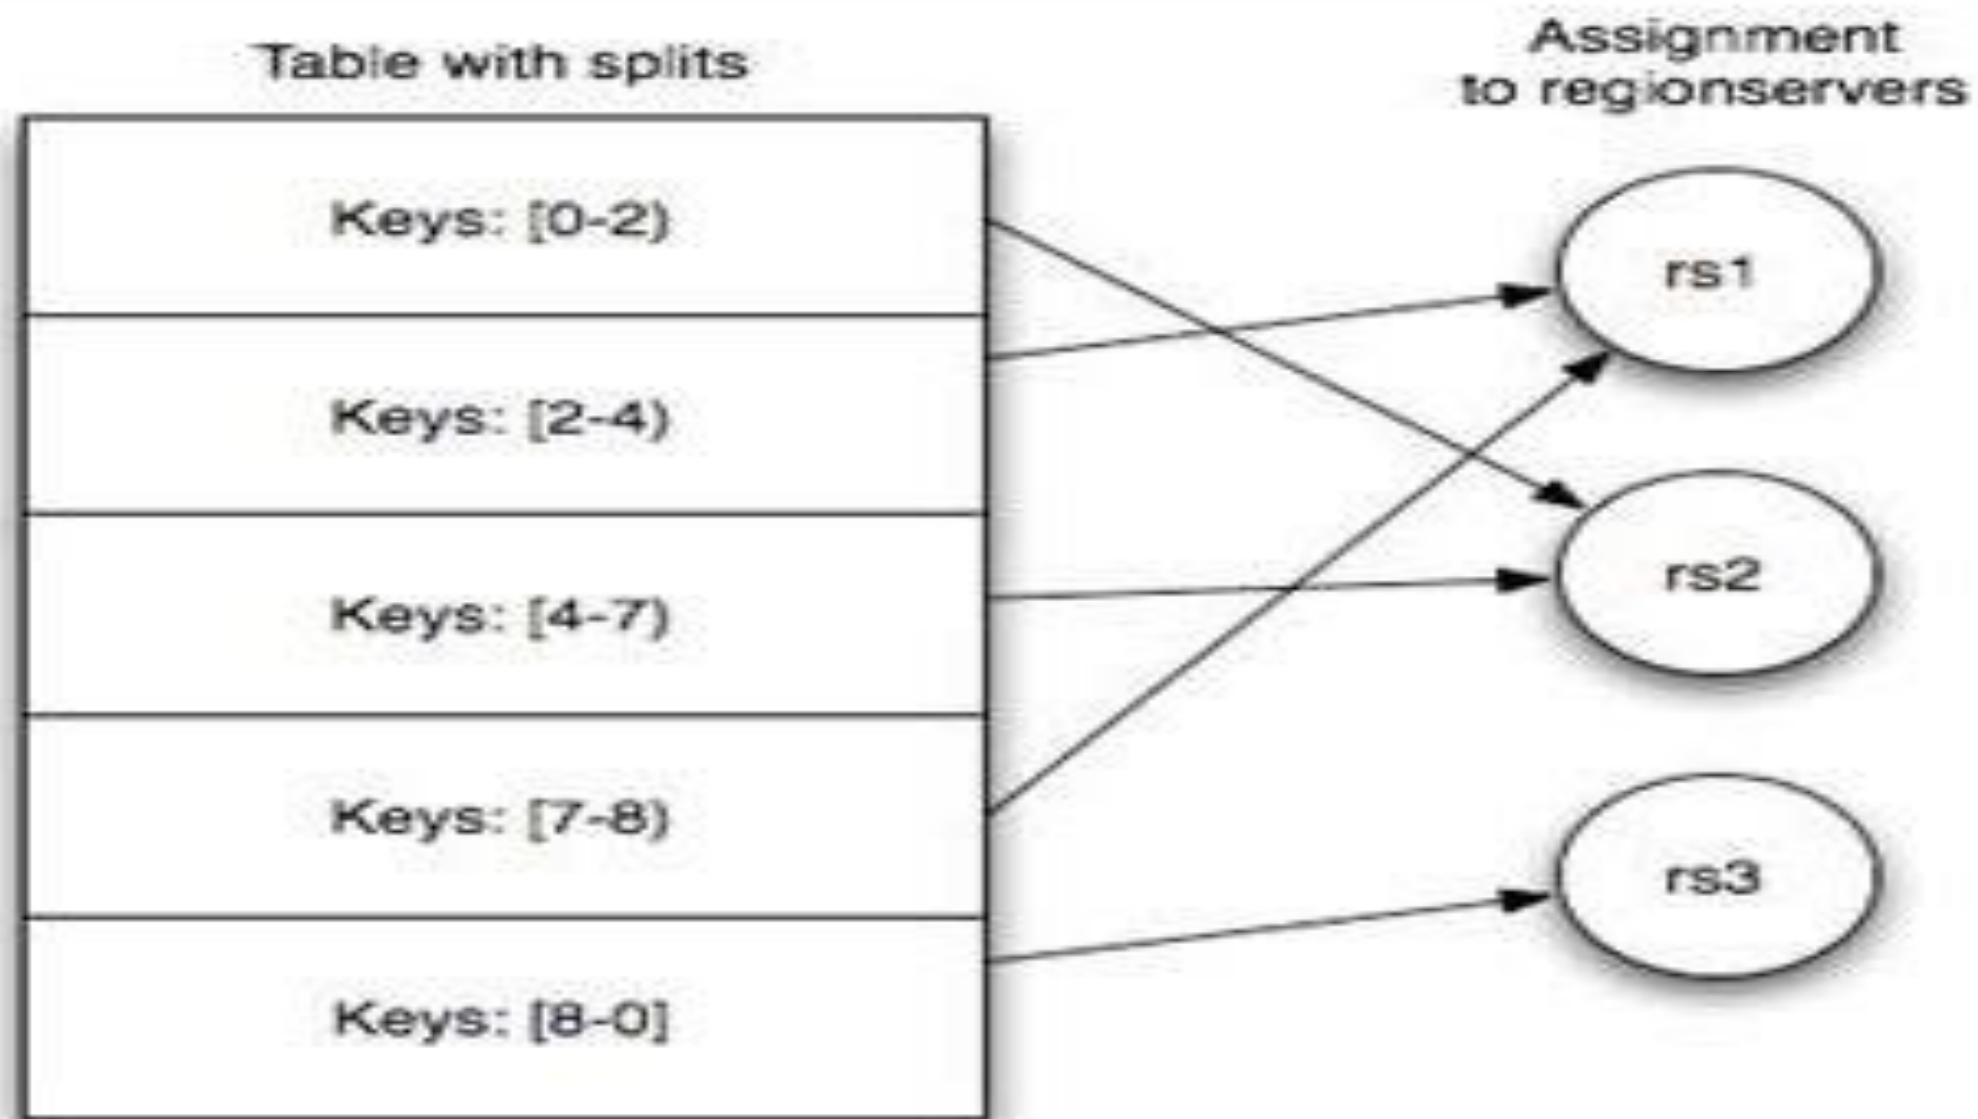 Table with splits
Assignment
to regionservers
Keys: [0-2)
Keys: [2-4)
Keys: [4-7)
Keys: [7-8)
Keys: [8-0]
rs1
rs2
rs3